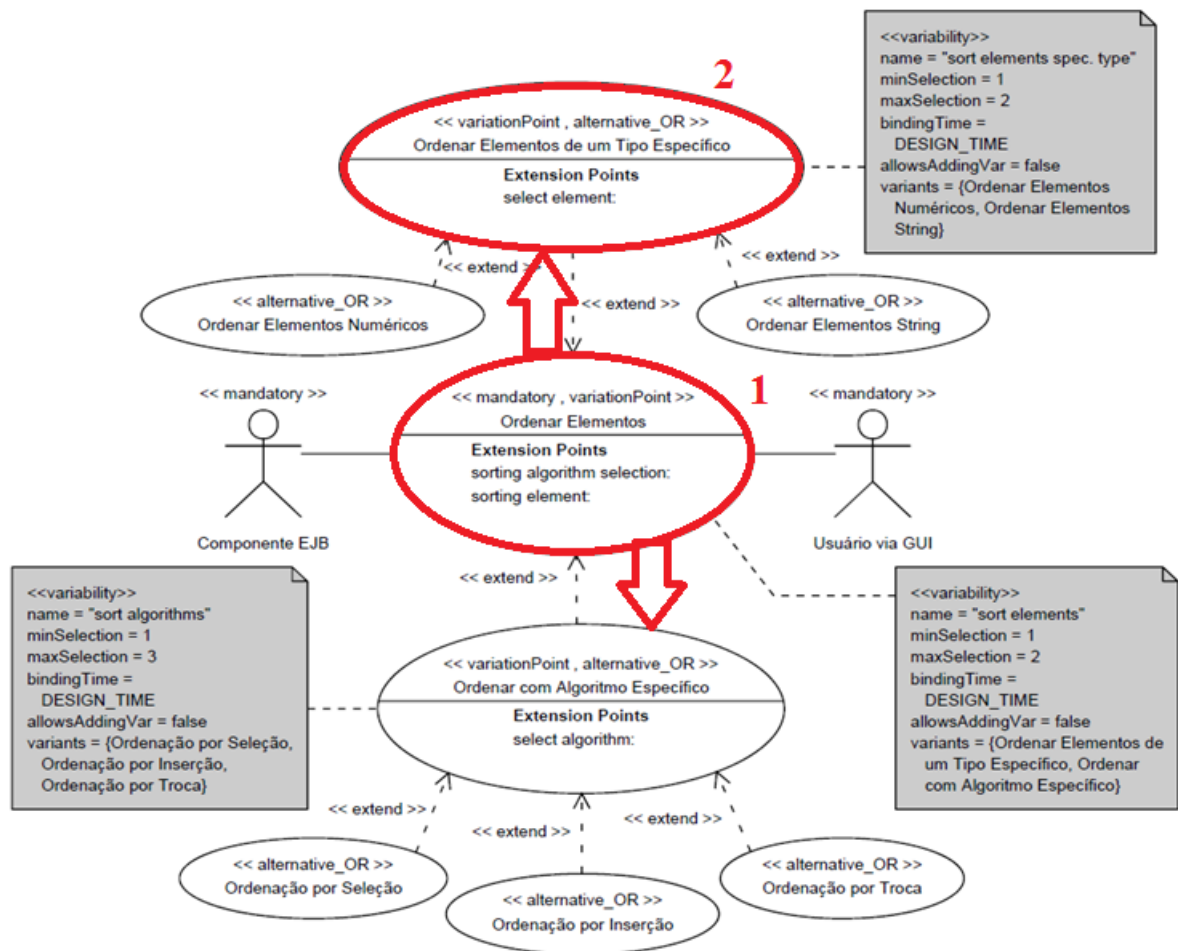 <<variability>>
name = "sort elements spec. type"
minSelection = 1
maxSelection = 2
bindingTime =
DESIGN_TIME
allowsAddingVar = false
variants = {Ordenar Elementos
Numéricos, Ordenar Elementos
String}
2
<< variationPoint , alternative_OR >>
Ordenar Elementos de um Tipo Específico
Extension Points
select element:
<< extend >>
<< extend >>
<< extend >>
<< alternative_OR >>
Ordenar Elementos Numéricos
<< alternative_OR >>
Ordenar Elementos String
<< mandatory >>
Componente EJB
<< mandatory , variationPoint >>
Ordenar Elementos
Extension Points
sorting algorithm selection:
sorting element:
1
<< mandatory >>
Usuário via GUI
<< extend >>
<<variability>>
name = "sort algorithms"
minSelection = 1
maxSelection = 3
bindingTime =
DESIGN_TIME
allowsAddingVar = false
variants = {Ordenação por Seleção,
Ordenação por Inserção,
Ordenação por Troca}
<< variationPoint , alternative_OR >>
Ordenar com Algoritmo Específico
Extension Points
select algorithm:
<<variability>>
name = "sort elements"
minSelection = 1
maxSelection = 2
bindingTime =
DESIGN_TIME
allowsAddingVar = false
variants = {Ordenar Elementos de
um Tipo Específico, Ordenar
com Algoritmo Específico}
<< extend >>
<< extend >>
<< extend >>
<< alternative_OR >>
Ordenação por Seleção
<< alternative_OR >>
Ordenação por Inserção
<< alternative_OR >>
Ordenação por Troca